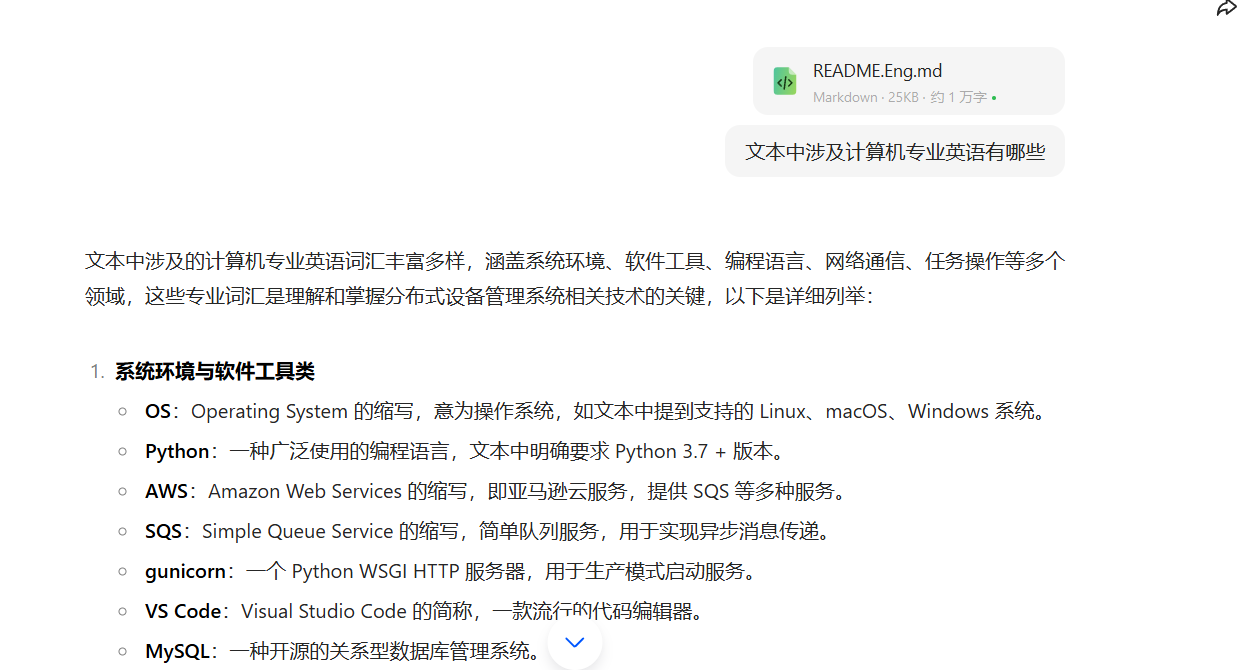 README.Eng.md
Markdown · 25KB · 约 1 万字
文本中涉及计算机专业英语有哪些
文本中涉及的计算机专业英语词汇丰富多样，涵盖系统环境、软件工具、编程语言、网络通信、任务操作等多个
领域，这些专业词汇是理解和掌握分布式设备管理系统相关技术的关键，以下是详细列举：
1. 系统环境与软件工具类
OS：Operating System 的缩写，意为操作系统，如文本中提到支持的 Linux、macOS、Windows 系统。
Python：一种广泛使用的编程语言，文本中明确要求 Python 3.7 + 版本。
AWS：Amazon Web Services 的缩写，即亚马逊云服务，提供 SQS 等多种服务。
SQS：Simple Queue Service 的缩写，简单队列服务，用于实现异步消息传递。
gunicorn：一个 Python WSGI HTTP 服务器，用于生产模式启动服务。
VS Code：Visual Studio Code 的简称，一款流行的代码编辑器。
MySQL：一种开源的关系型数据库管理系统。